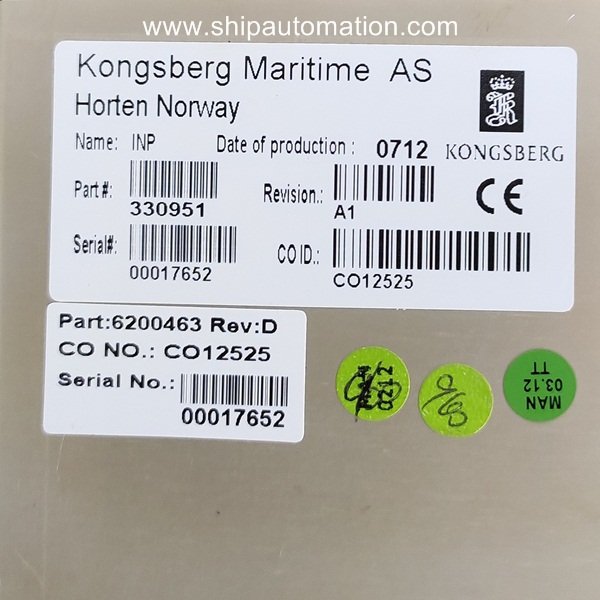 www.shipautomation.com
Kongsberg Maritime AS
Horten Norway
Name: INP Date of production : 0712
KONGSBERG
Part#: 330951
Revision.: A1
CE
Serial#: 00017652
CO ID.: CO12525
Part:6200463 Rev:D
CO NO.: CO12525
Serial No.:
00017652
0212
MAN
03.12
TT